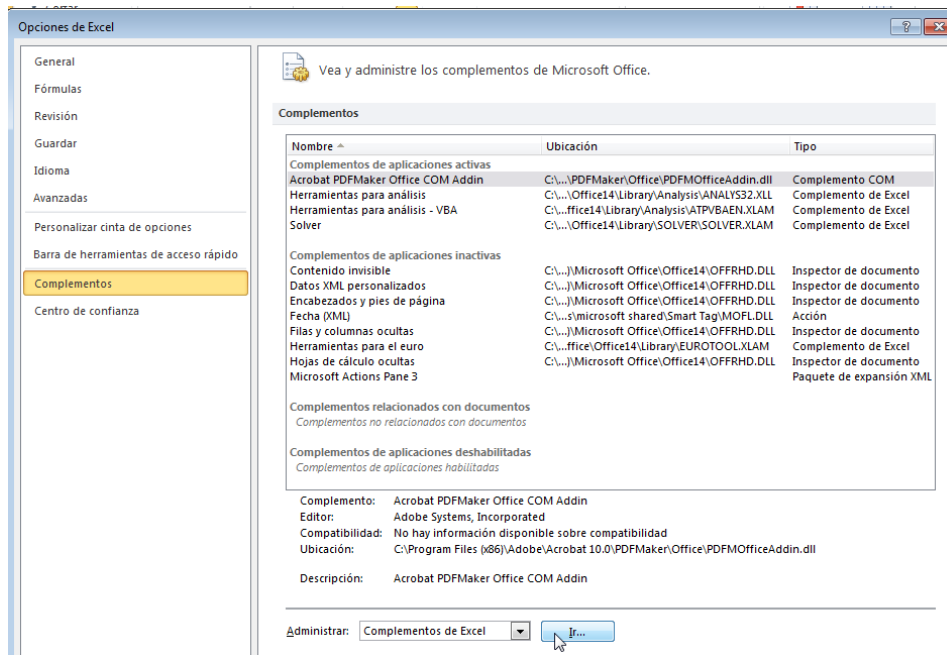 Opciones de Excel
General
Fórmulas
Revisión
Guardar
Idioma
Avanzadas
Personalizar cinta de opciones
Barra de herramientas de acceso rápido
Complementos
Centro de confianza
Vea y administre los complementos de Microsoft Office.
Complementos
Nombre Ubicación Tipo
Complementos de aplicaciones activas
Acrobat PDFMaker Office COM Addin C:\...\PDFMaker\Office\PDFMOfficeAddin.dll Complemento COM
Herramientas para análisis C:\...\Office14\Library\Analysis\ANALYS32.XLL Complemento de Excel
Herramientas para análisis - VBA C:\...ffice14\Library\Analysis\ATPVBAEN.XLAM Complemento de Excel
Solver C:\...\Office14\Library\SOLVER\SOLVER.XLAM Complemento de Excel
Complementos de aplicaciones inactivas
Contenido invisible C:\...)\Microsoft Office\Office14\OFFRHD.DLL Inspector de documento
Datos XML personalizados C:\...)\Microsoft Office\Office14\OFFRHD.DLL Inspector de documento
Encabezados y pies de página C:\...)\Microsoft Office\Office14\OFFRHD.DLL Inspector de documento
Fecha (XML) C:\...s\microsoft shared\Smart Tag\MOFL.DLL Acción
Filas y columnas ocultas C:\...)\Microsoft Office\Office14\OFFRHD.DLL Inspector de documento
Herramientas para el euro C:\...ffice\Office14\Library\EUROTOOL.XLAM Complemento de Excel
Hojas de cálculo ocultas C:\...)\Microsoft Office\Office14\OFFRHD.DLL Inspector de documento
Microsoft Actions Pane 3 Paquete de expansión XML
Complementos relacionados con documentos
Complementos no relacionados con documentos
Complementos de aplicaciones deshabilitadas
Complementos de aplicaciones habilitadas
Complemento: Acrobat PDFMaker Office COM Addin
Editor: Adobe Systems, Incorporated
Compatibilidad: No hay información disponible sobre compatibilidad
Ubicación: C:\Program Files (x86)\Adobe\Acrobat 10.0\PDFMaker\Office\PDFMOfficeAddin.dll
Descripción: Acrobat PDFMaker Office COM Addin
Administrar: Complementos de Excel Ir...